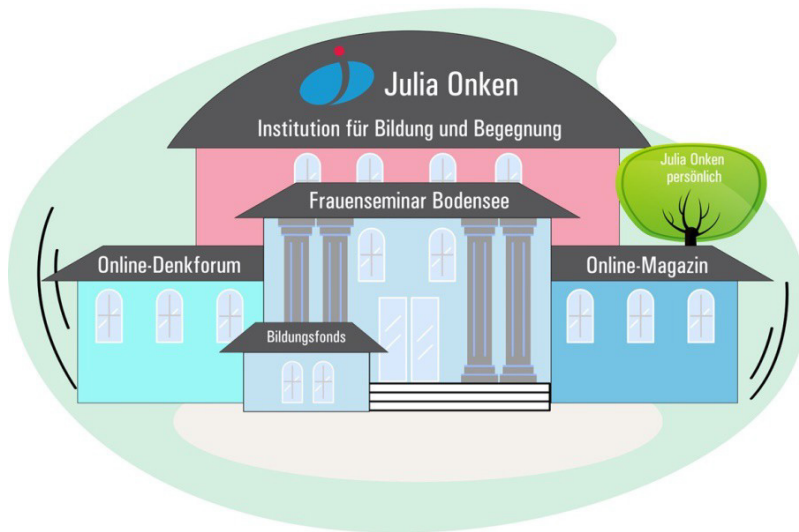 Julia Onken
Institution für Bildung und Begegnung
Julia Onken
persönlich
Frauenseminar Bodensee
Online-Denkforum
Online-Magazin
Bildungsfonds